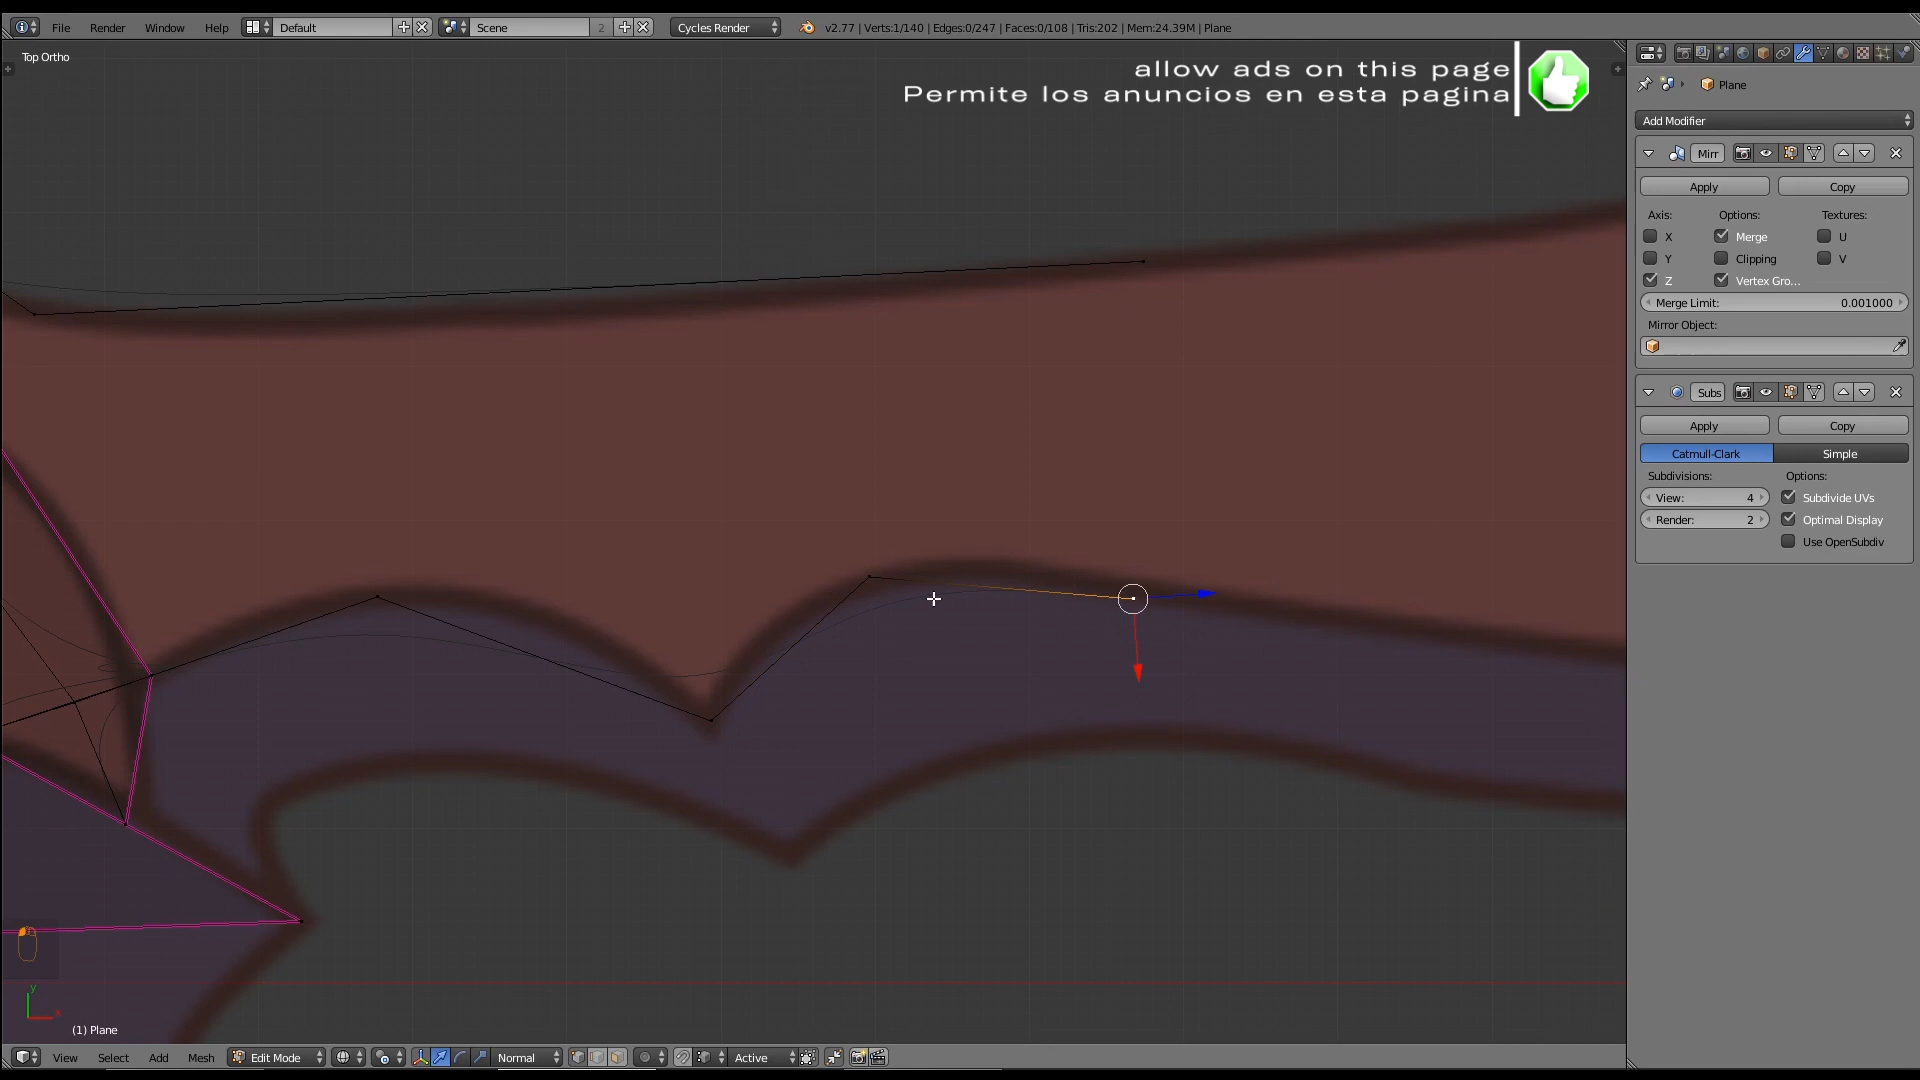 File Render Window Help Default Scene 2 Cycles Render v2.77 | Verts:1/140 | Edges:0/247 | Faces:0/108 | Tris:202 | Mem:24.39M | Plane
Top Ortho
allow ads on this page
Permite los anuncios en esta pagina
Plane
Add Modifier
Mirr
Apply Copy
Axis: Options: Textures:
X Merge U
Y Clipping V
Z Vertex Gro...
Merge Limit: 0.001000
Mirror Object:
Subs
Apply Copy
Catmull-Clark Simple
Subdivisions: Options:
View: 4 Subdivide UVs
Render: 2 Optimal Display
Use OpenSubdiv
y
x
(1) Plane
View Select Add Mesh Edit Mode Normal Active